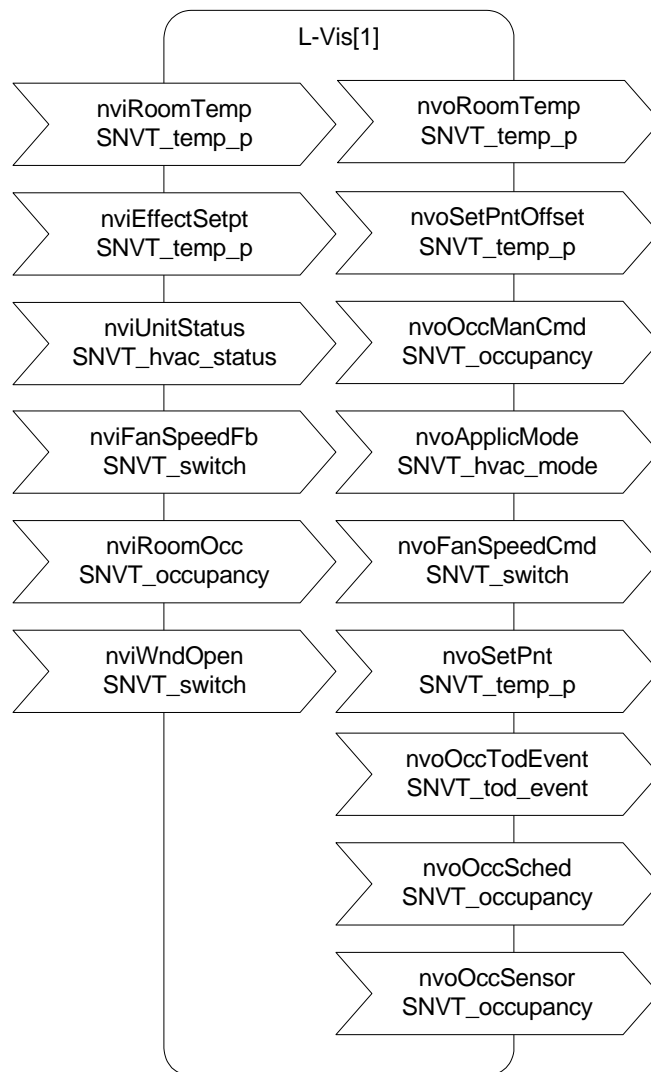 L-Vis[1]
nviRoomTemp
SNVT_temp_p
nvoRoomTemp
SNVT_temp_p
nviEffectSetpt
SNVT_temp_p
nvoSetPntOffset
SNVT_temp_p
nviUnitStatus
SNVT_hvac_status
nvoOccManCmd
SNVT_occupancy
nviFanSpeedFb
SNVT_switch
nvoApplicMode
SNVT_hvac_mode
nviRoomOcc
SNVT_occupancy
nvoFanSpeedCmd
SNVT_switch
nviWndOpen
SNVT_switch
nvoSetPnt
SNVT_temp_p
nvoOccTodEvent
SNVT_tod_event
nvoOccSched
SNVT_occupancy
nvoOccSensor
SNVT_occupancy